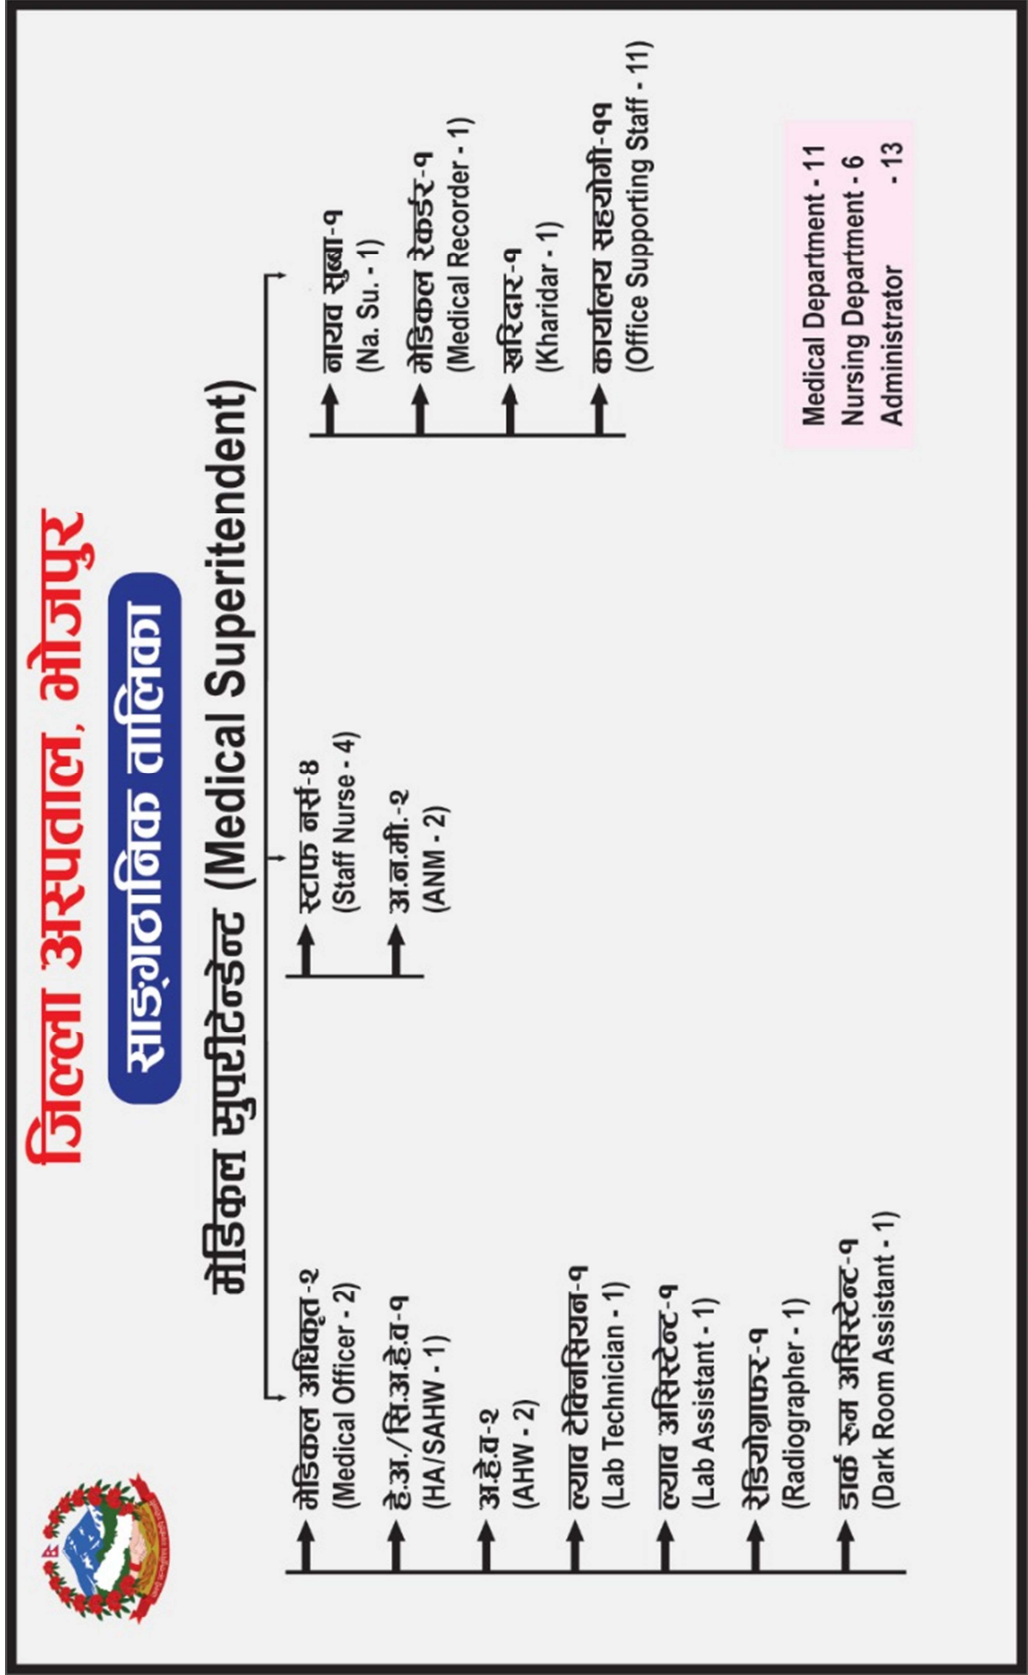 जिल्ला अस्पताल, भोजपुर
साङ्गठानिक तालिका
मेडिकल सुपरीटेन्डेन्ट (Medical Superitendent)
मेडिकल अधिकृत-२
(Medical Officer - 2)
हे.अ./सि.अ.हे.व-१
(HA/SAHW - 1)
अ.हे.व-२
(AHW - 2)
ल्याव टेक्निसियन-१
(Lab Technician - 1)
ल्याव असिस्टेन्ट-१
(Lab Assistant - 1)
रेडियोग्राफर-१
(Radiographer - 1)
डार्क रुम असिस्टेन्ट-१
(Dark Room Assistant - 1)
स्टाफ नर्स-४
(Staff Nurse - 4)
अ.न.मी.-२
(ANM - 2)
नायव सुब्बा-१
(Na. Su. - 1)
मेडिकल रेकर्डर-१
(Medical Recorder - 1)
खरिदार-१
(Kharidar - 1)
कार्यालय सहयोगी-११
(Office Supporting Staff - 11)
Medical Department - 11
Nursing Department - 6
Administrator - 13